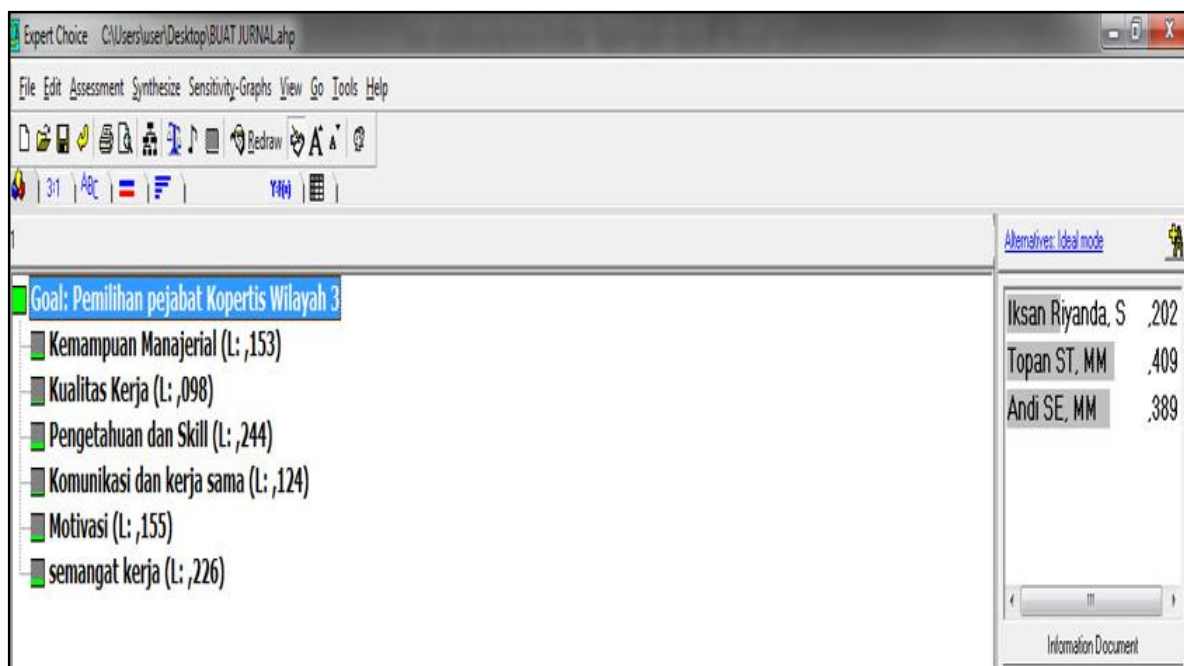 Expert Choice C:\Users\user\Desktop\BUAT JURNAL.ahp
File Edit Assessment Synthesize Sensitivity-Graphs View Go Tools Help
Redraw A A
3:1 ABC
Alternatives: Ideal mode
Goal: Pemilihan pejabat Kopertis Wilayah 3
Kemampuan Manajerial (L: ,153)
Kualitas Kerja (L: ,098)
Pengetahuan dan Skill (L: ,244)
Komunikasi dan kerja sama (L: ,124)
Motivasi (L: ,155)
semangat kerja (L: ,226)
Iksan Riyanda, S ,202
Topan ST, MM ,409
Andi SE, MM ,389
Information Document